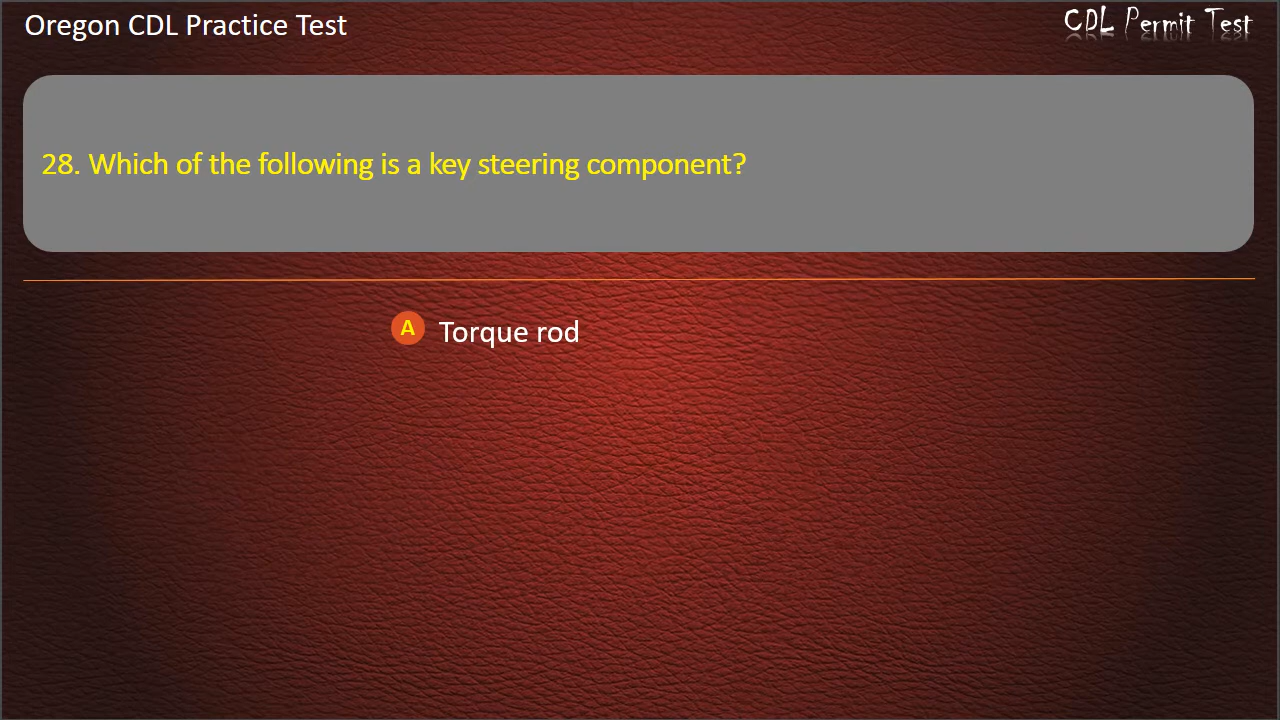 Oregon CDL Practice Test
CDL Permit Test
28. Which of the following is a key steering component?
A Torque rod